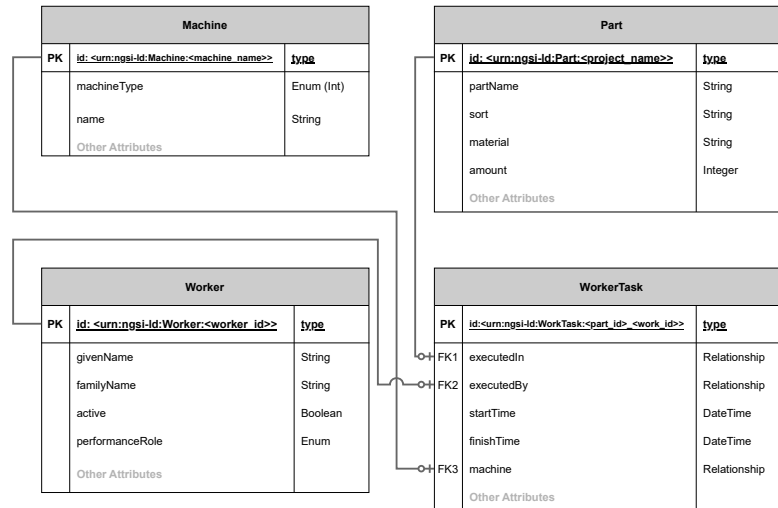 Machine
PK id: <urn:ngsi-ld:Machine:<machine_name>> type
machineType Enum (Int)
name String
Other Attributes
Part
PK id: <urn:ngsi-ld:Part:<project_name>> type
partName String
sort String
material String
amount Integer
Other Attributes
Worker
PK id: <urn:ngsi-ld:Worker:<worker_id>> type
givenName String
familyName String
active Boolean
performanceRole Enum
Other Attributes
WorkerTask
PK id:<urn:ngsi-ld:WorkTask:<part_id>_<work_id>> type
FK1 executedIn Relationship
FK2 executedBy Relationship
startTime DateTime
finishTime DateTime
FK3 machine Relationship
Other Attributes